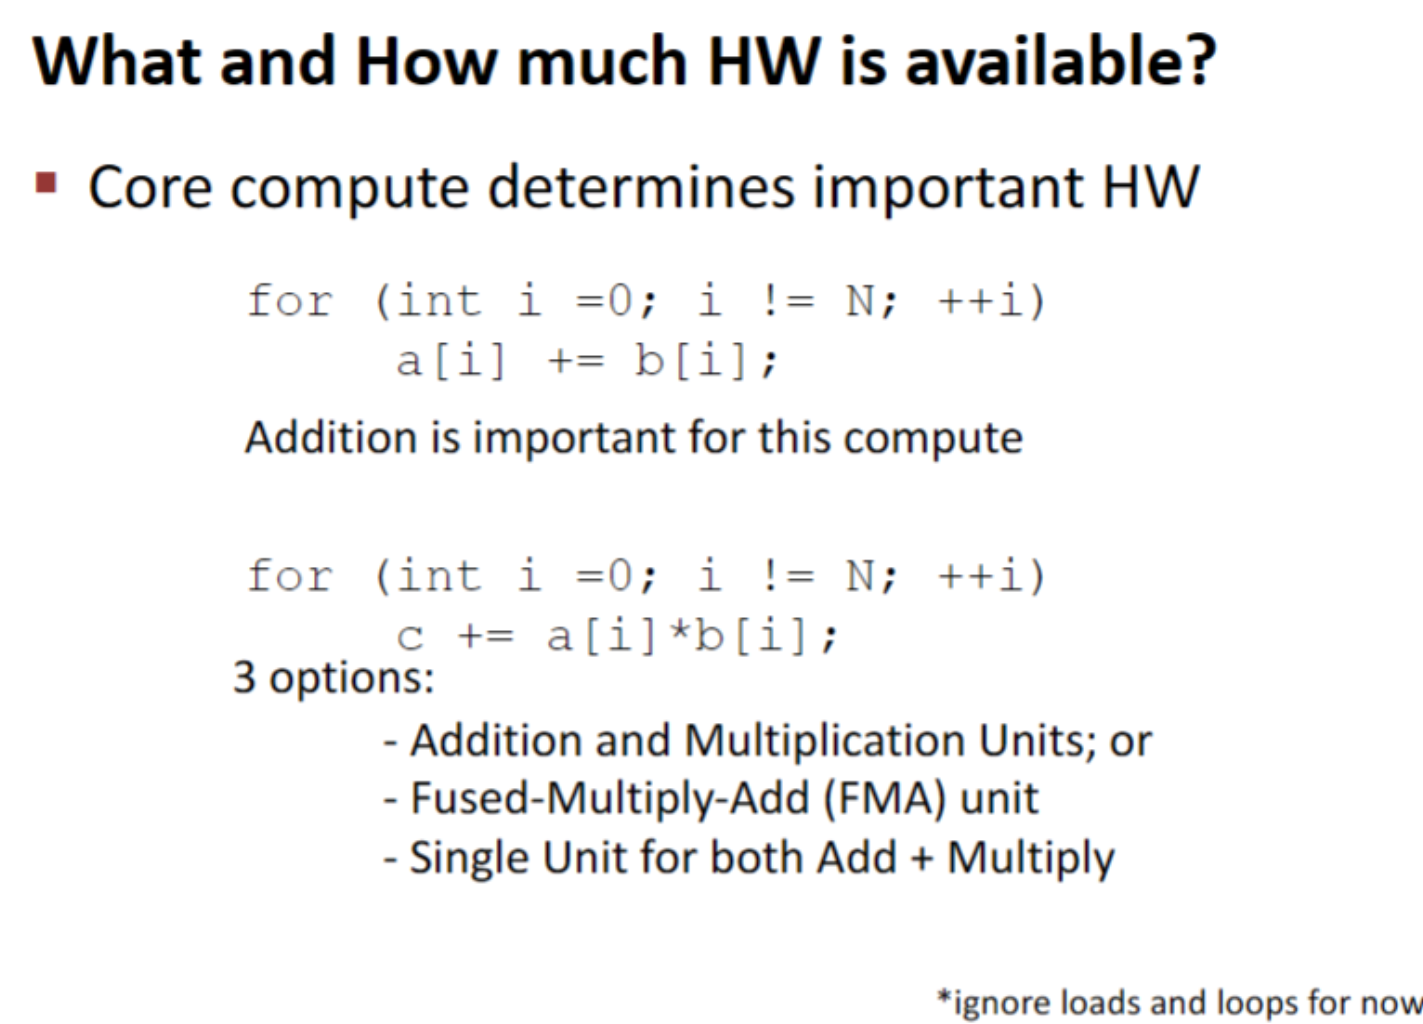 What and How much HW is available?
▪ Core compute determines important HW
for (int i =0; i != N; ++i)
a[i] += b[i];
Addition is important for this compute
for (int i =0; i != N; ++i)
c += a[i]*b[i];
3 options:
- Addition and Multiplication Units; or
- Fused-Multiply-Add (FMA) unit
- Single Unit for both Add + Multiply
*ignore loads and loops for now